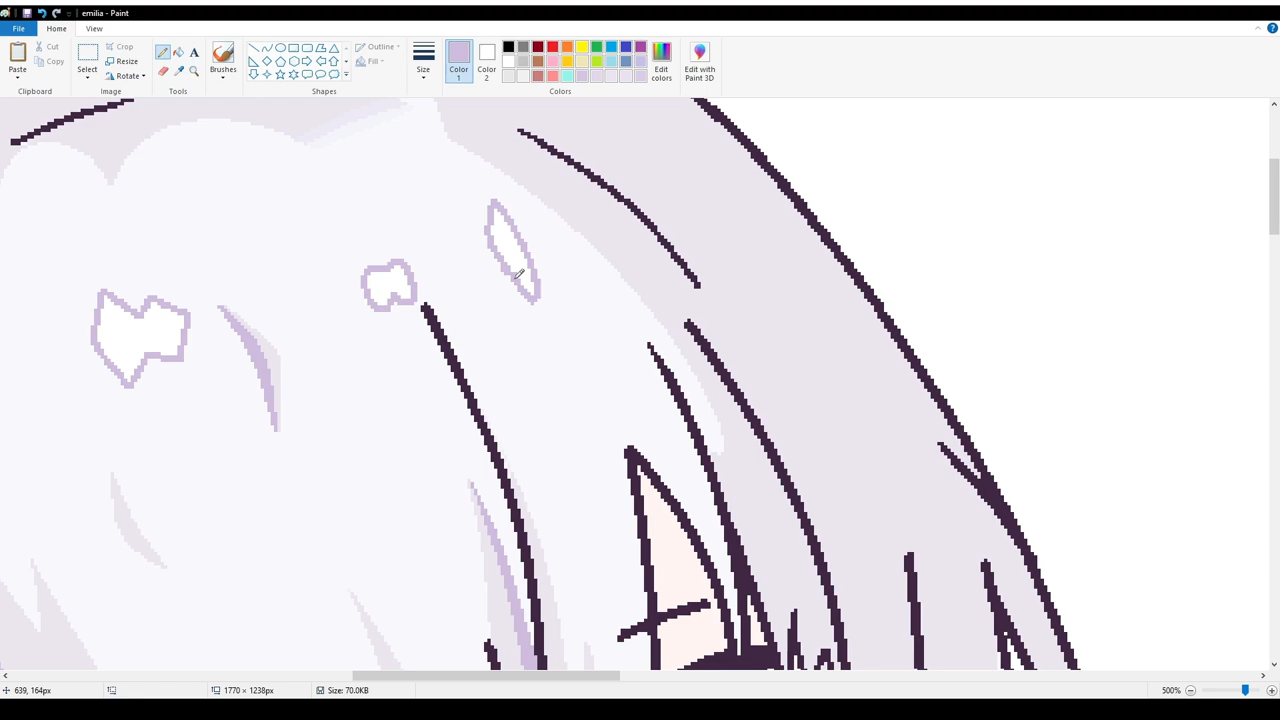 emilia - Paint
File
Home
View
Paste
Cut
Copy
Clipboard
Select
Crop
Resize
Rotate
Image
A
Tools
Brushes
Outline
Fill
Shapes
Size
Color
1
Color
2
Edit
colors
Colors
Edit with
Paint 3D
639, 164px
1770 × 1238px
Size: 70.0KB
500%